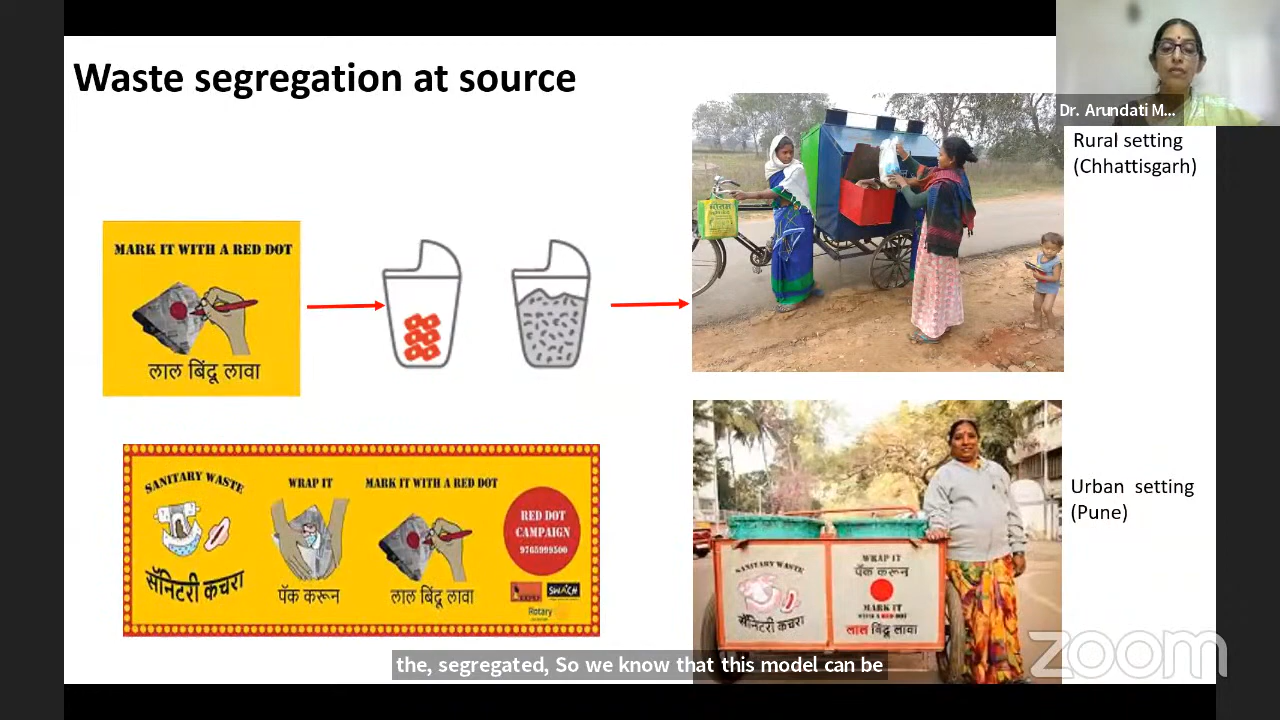 Waste segregation at source
Dr. Arundati M...
Rural setting
(Chhattisgarh)
MARK IT WITH A RED DOT
लाल बिंदू लावा
SANITARY WASTE
सॅनिटरी कचरा
WRAP IT
पॅक करून
MARK IT WITH A RED DOT
लाल बिंदू लावा
RED DOT
CAMPAIGN
9765999500
SWACH
Rotary
SANITARY WASTE
सॅनिटरी कचरा
WRAP IT
पॅक करून
MARK IT
WITH A RED DOT
लाल बिंदू लावा
Urban setting
(Pune)
the, segregated, So we know that this model can be
zoom